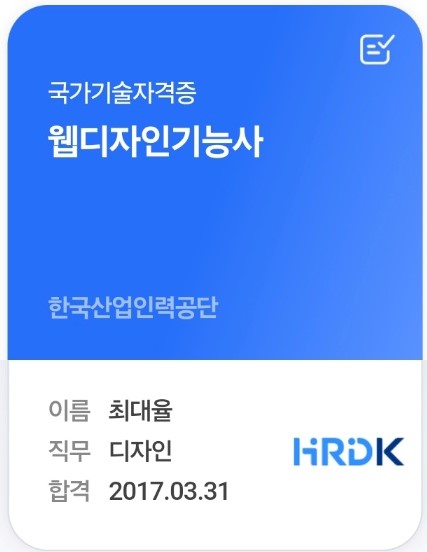 국가기술자격증
웹디자인기능사
한국산업인력공단
이름 최대율
직무 디자인
합격 2017.03.31
HRDK